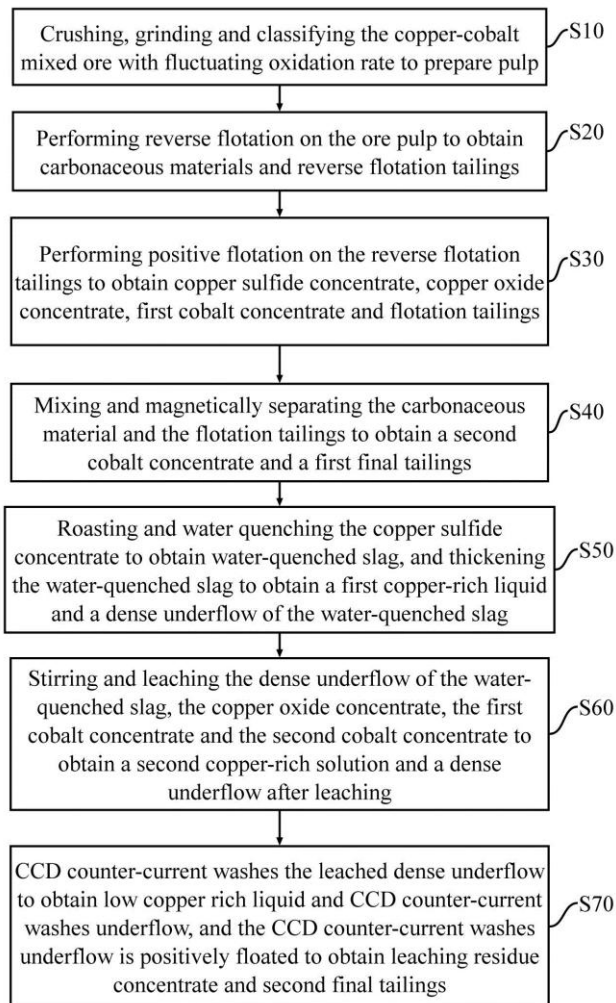 Crushing, grinding and classifying the copper-cobalt
mixed ore with fluctuating oxidation rate to prepare pulp
S10
Performing reverse flotation on the ore pulp to obtain
carbonaceous materials and reverse flotation tailings
S20
Performing positive flotation on the reverse flotation
tailings to obtain copper sulfide concentrate, copper oxide
concentrate, first cobalt concentrate and flotation tailings
S30
Mixing and magnetically separating the carbonaceous
material and the flotation tailings to obtain a second
cobalt concentrate and a first final tailings
S40
Roasting and water quenching the copper sulfide
concentrate to obtain water-quenched slag, and thickening
the water-quenched slag to obtain a first copper-rich liquid
and a dense underflow of the water-quenched slag
S50
Stirring and leaching the dense underflow of the water-
quenched slag, the copper oxide concentrate, the first
cobalt concentrate and the second cobalt concentrate to
obtain a second copper-rich solution and a dense
underflow after leaching
S60
CCD counter-current washes the leached dense underflow
to obtain low copper rich liquid and CCD counter-current
washes underflow, and the CCD counter-current washes
underflow is positively floated to obtain leaching residue
concentrate and second final tailings
S70